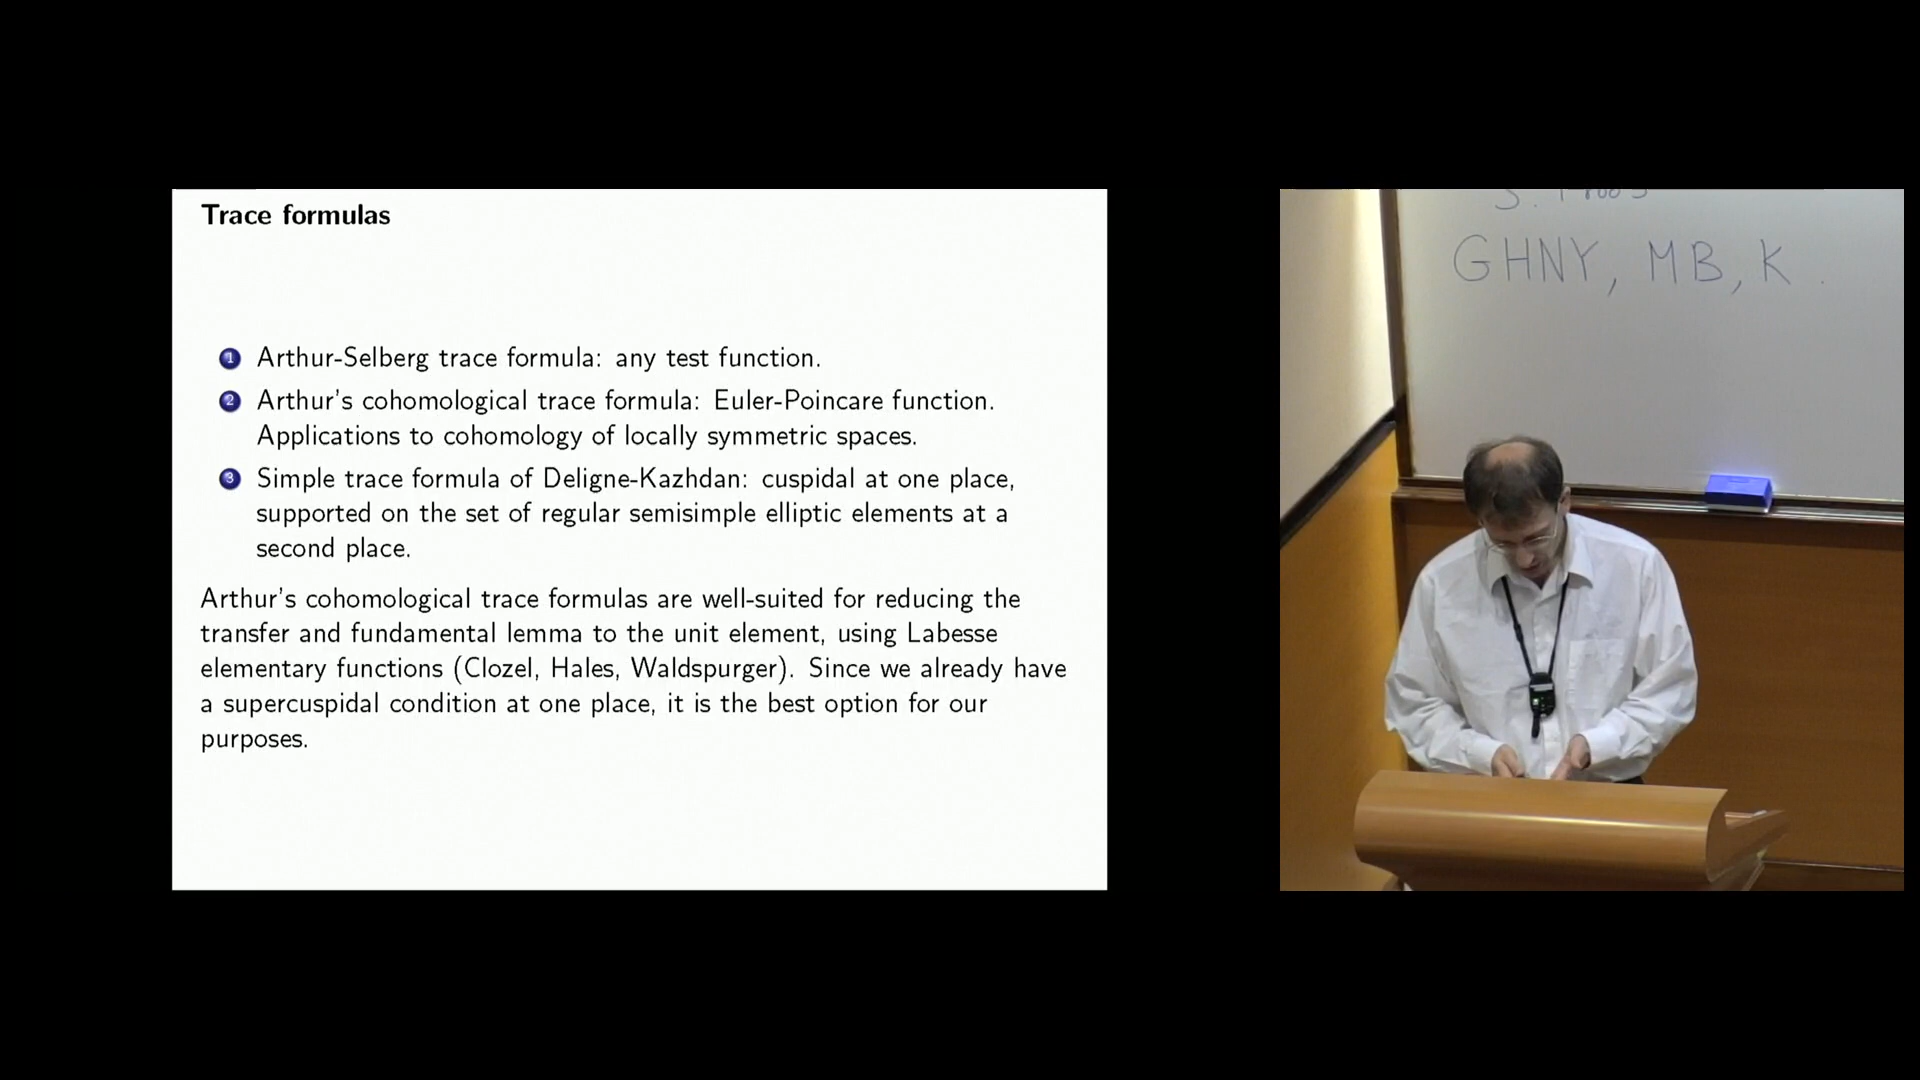 Trace formulas
1 Arthur-Selberg trace formula: any test function.
2 Arthur's cohomological trace formula: Euler-Poincare function.
Applications to cohomology of locally symmetric spaces.
3 Simple trace formula of Deligne-Kazhdan: cuspidal at one place,
supported on the set of regular semisimple elliptic elements at a
second place.
Arthur's cohomological trace formulas are well-suited for reducing the
transfer and fundamental lemma to the unit element, using Labesse
elementary functions (Clozel, Hales, Waldspurger). Since we already have
a supercuspidal condition at one place, it is the best option for our
purposes.
GHNY, MB, K.